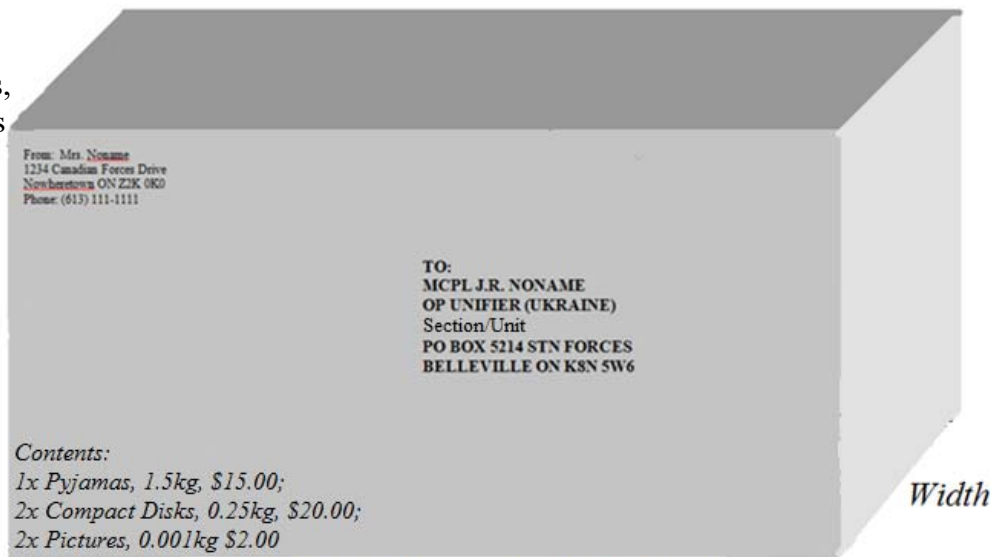 s,
s
From: Mrs. Noname
1234 Canadian Forces Drive
Nowheretown ON Z2K 0K0
Phone: (613) 111-1111
TO:
MCPL J.R. NONAME
OP UNIFIER (UKRAINE)
Section/Unit
PO BOX 5214 STN FORCES
BELLEVILLE ON K8N 5W6
Contents:
1x Pyjamas, 1.5kg, $15.00;
2x Compact Disks, 0.25kg, $20.00;
2x Pictures, 0.001kg $2.00
Width